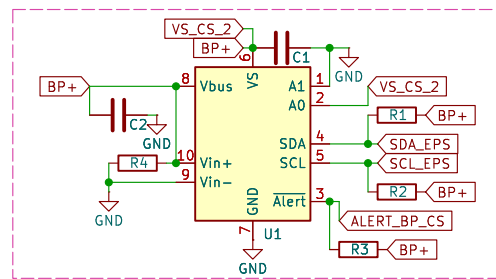 VS_CS_2
BP+
6
C1
GND
BP+
8
Vbus
VS
A1
1
A0
2
VS_CS_2
C2
GND
R1
BP+
SDA
4
SDA_EPS
10
Vin+
SCL
5
SCL_EPS
R4
9
Vin-
R2
BP+
GND
GND
Alert
3
ALERT_BP_CS
7
U1
R3
BP+
GND